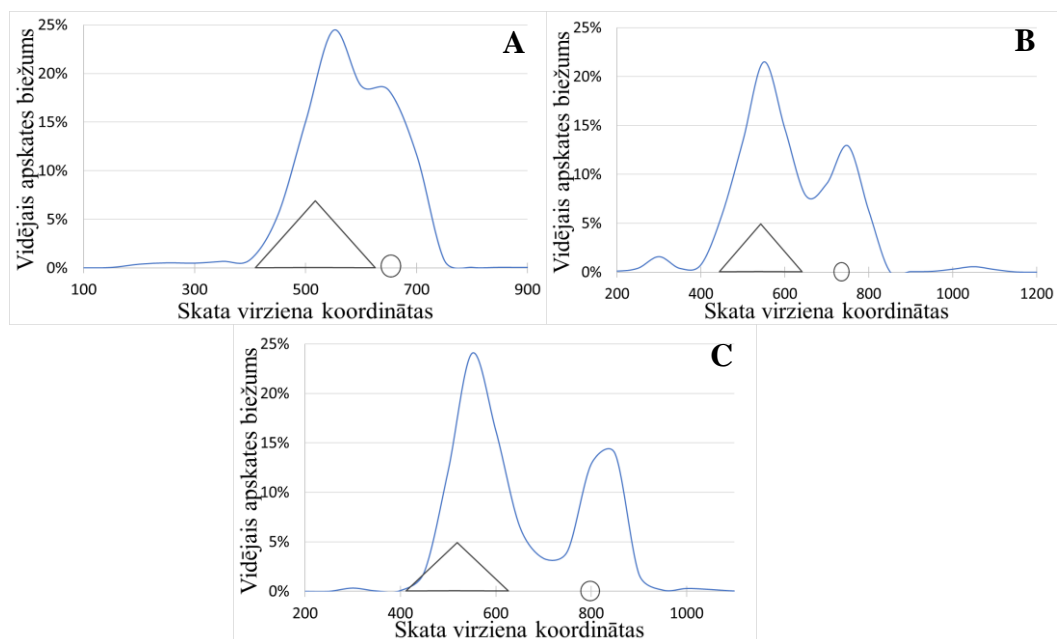 A
Vidējais apskates biežums
25%
20%
15%
10%
5%
0%
100 300 500 700 900
Skata virziena koordinātas
B
Vidējais apskates biežums
25%
20%
15%
10%
5%
0%
200 400 600 800 1000 1200
Skata virziena koordinātas
C
Vidējais apskates biežums
25%
20%
15%
10%
5%
0%
200 400 600 800 1000
Skata virziena koordinātas